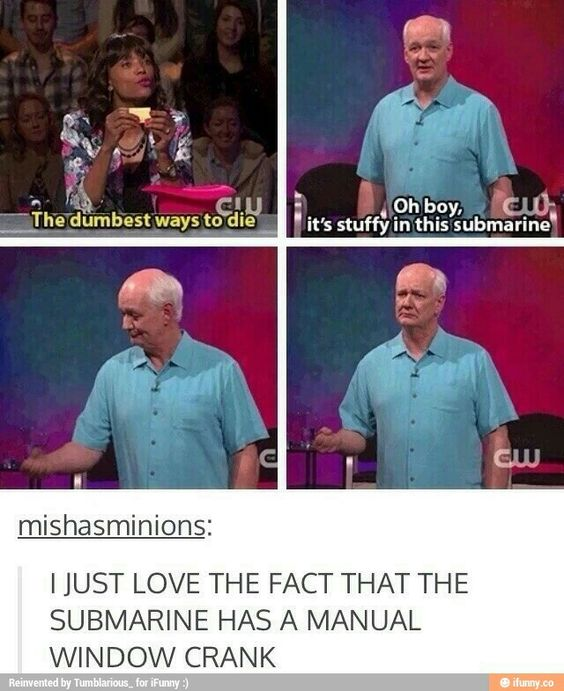 The dumbest ways to die
CW
Oh boy,
it's stuffy in this submarine
CW
C
CW
mishasminions:
I JUST LOVE THE FACT THAT THE
SUBMARINE HAS A MANUAL
WINDOW CRANK
Reinvented by Tumblarious_ for iFunny :)
ifunny.co